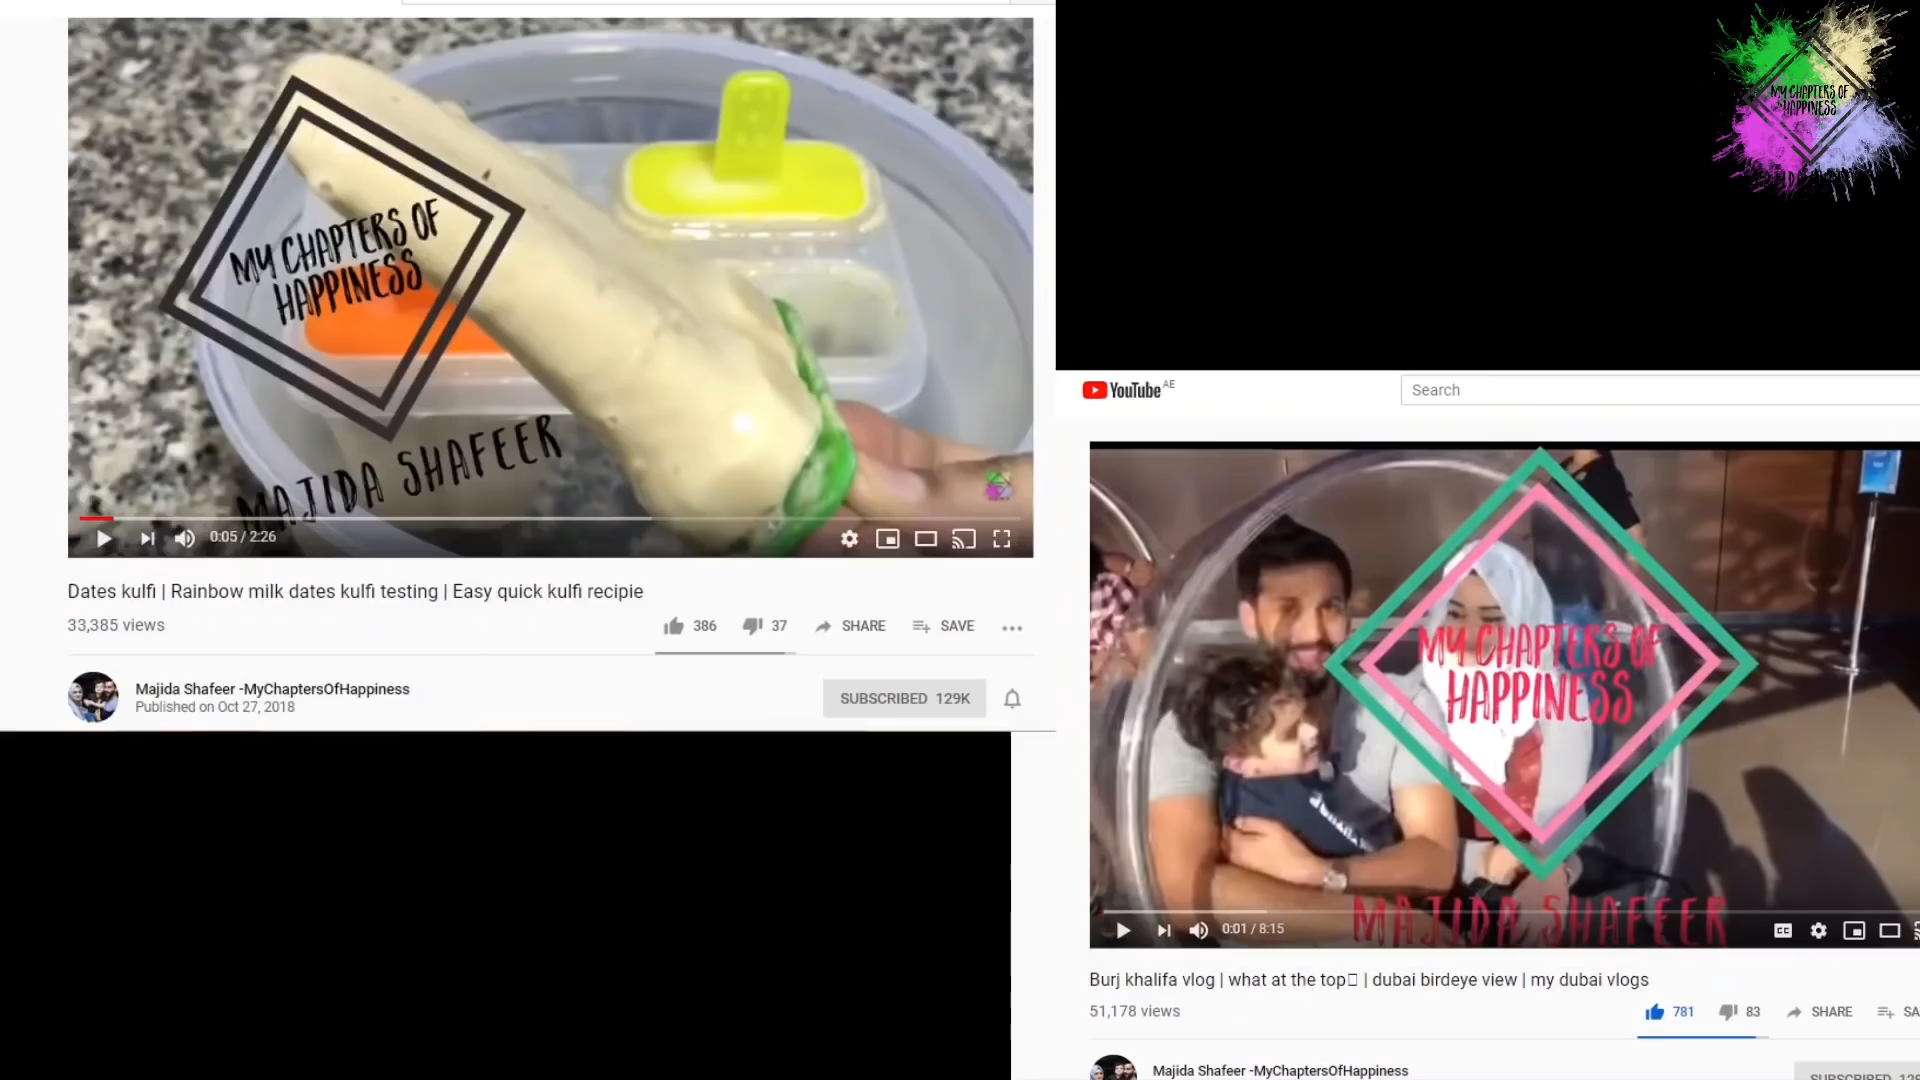 MY CHAPTERS OF
HAPPINESS
MAJIDA SHAFEER
0:05 / 2:26
Dates kulfi | Rainbow milk dates kulfi testing | Easy quick kulfi recipie
33,385 views
386
37
SHARE
SAVE
Majida Shafeer -MyChaptersOfHappiness
Published on Oct 27, 2018
SUBSCRIBED 129K
MY CHAPTERS OF
HAPPINESS
YouTube AE
Search
MY CHAPTERS OF
HAPPINESS
MAJIDA SHAFEER
CC
0:01 / 8:15
Burj khalifa vlog | what at the top | dubai birdeye view | my dubai vlogs
51,178 views
781
83
SHARE
SA
Majida Shafeer -MyChaptersOfHappiness
SUBSCRIBED